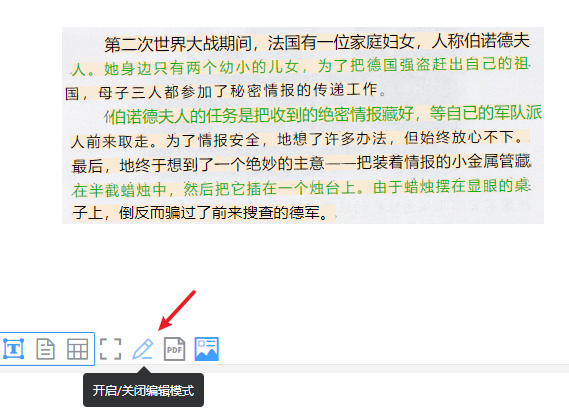 第二次世界大战期间，法国有一位家庭妇女，人称伯诺德夫
人。她身边只有两个幼小的儿女，为了把德国强盗赶出自己的祖
国，母子三人都参加了秘密情报的传递工作。
伯诺德夫人的任务是把收到的绝密情报藏好，等自已的军队派
人前来取走。为了情报安全，地想了许多办法，但始终放心不下。
最后，地终于想到了一个绝妙的主意——把装着情报的小金属管藏
在半截蜡烛中，然后把它插在一个烛台上。由于蜡烛摆在显眼的桌
子上，倒反而骗过了前来搜查的德军。
T PDF
开启/关闭编辑模式